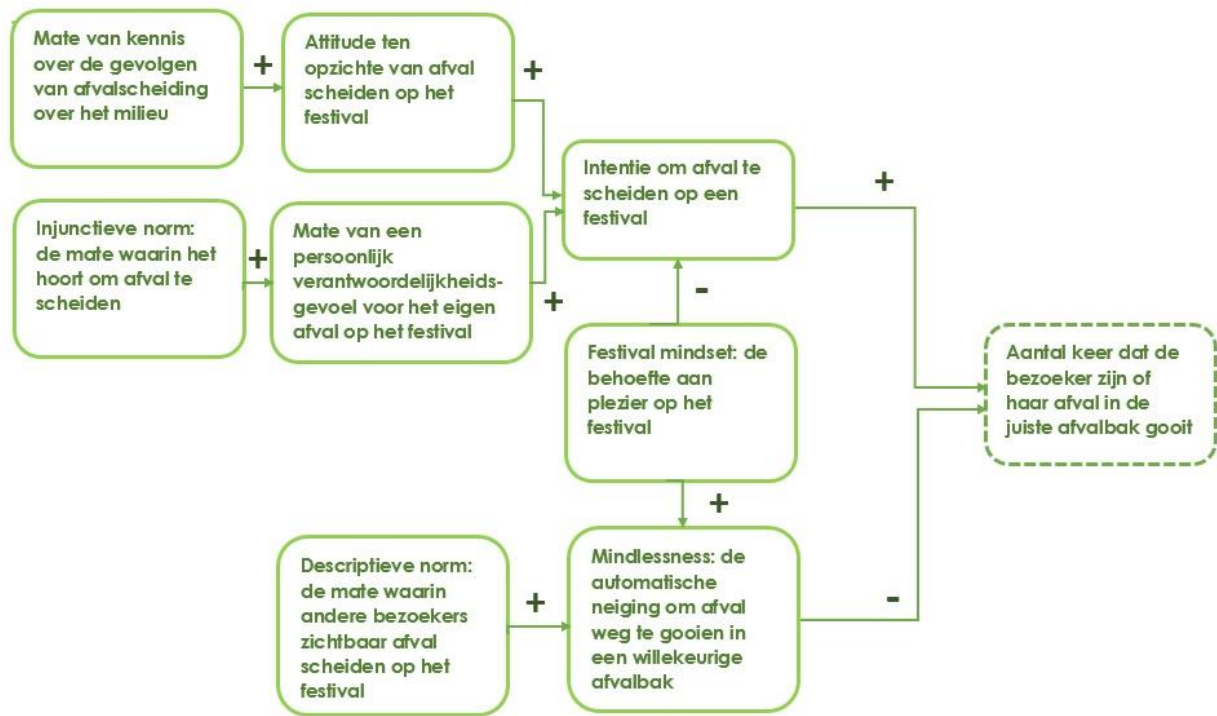 Mate van kennis
over de gevolgen
van afvalscheiding
over het milieu
+
Attitude ten
opzichte van afval
scheiden op het
festival
+
Injunctieve norm:
de mate waarin het
hoort om afval te
scheiden
+
Mate van een
persoonlijk
verantwoordelijkheids-
gevoel voor het eigen
afval op het festival
+
Intentie om afval te
scheiden op een
festival
+
-
Festival mindset: de
behoefte aan
plezier op het
festival
+
Descriptieve norm:
de mate waarin
andere bezoekers
zichtbaar afval
scheiden op het
festival
+
Mindlessness: de
automatische
neiging om afval
weg te gooien in
een willekeurige
afvalbak
-
Aantal keer dat de
bezoeker zijn of
haar afval in de
juiste afvalbak gooit